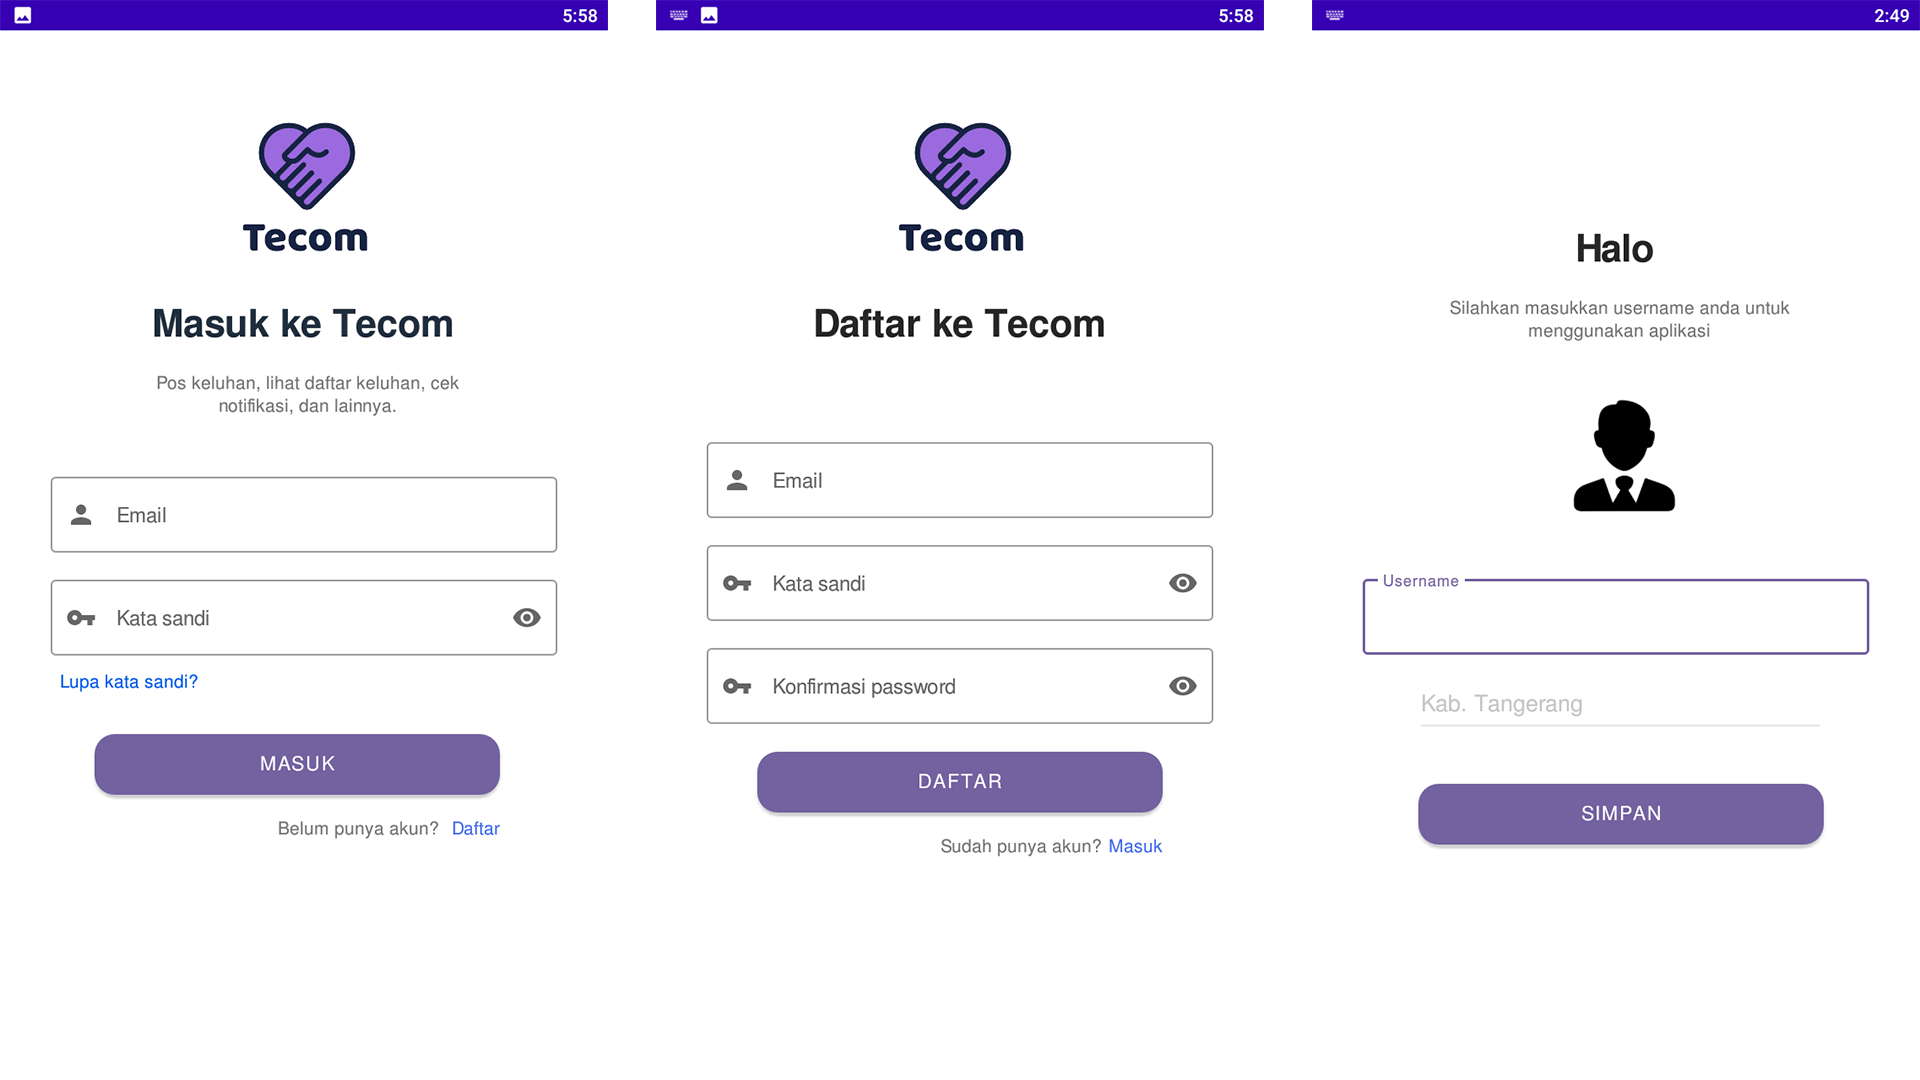 5:58
Tecom
Masuk ke Tecom
Pos keluhan, lihat daftar keluhan, cek
notifikasi, dan lainnya.
Email
Kata sandi
Lupa kata sandi?
MASUK
Belum punya akun? Daftar
5:58
Tecom
Daftar ke Tecom
Email
Kata sandi
Konfirmasi password
DAFTAR
Sudah punya akun? Masuk
2:49
Halo
Silahkan masukkan username anda untuk
menggunakan aplikasi
Username
Kab. Tangerang
SIMPAN